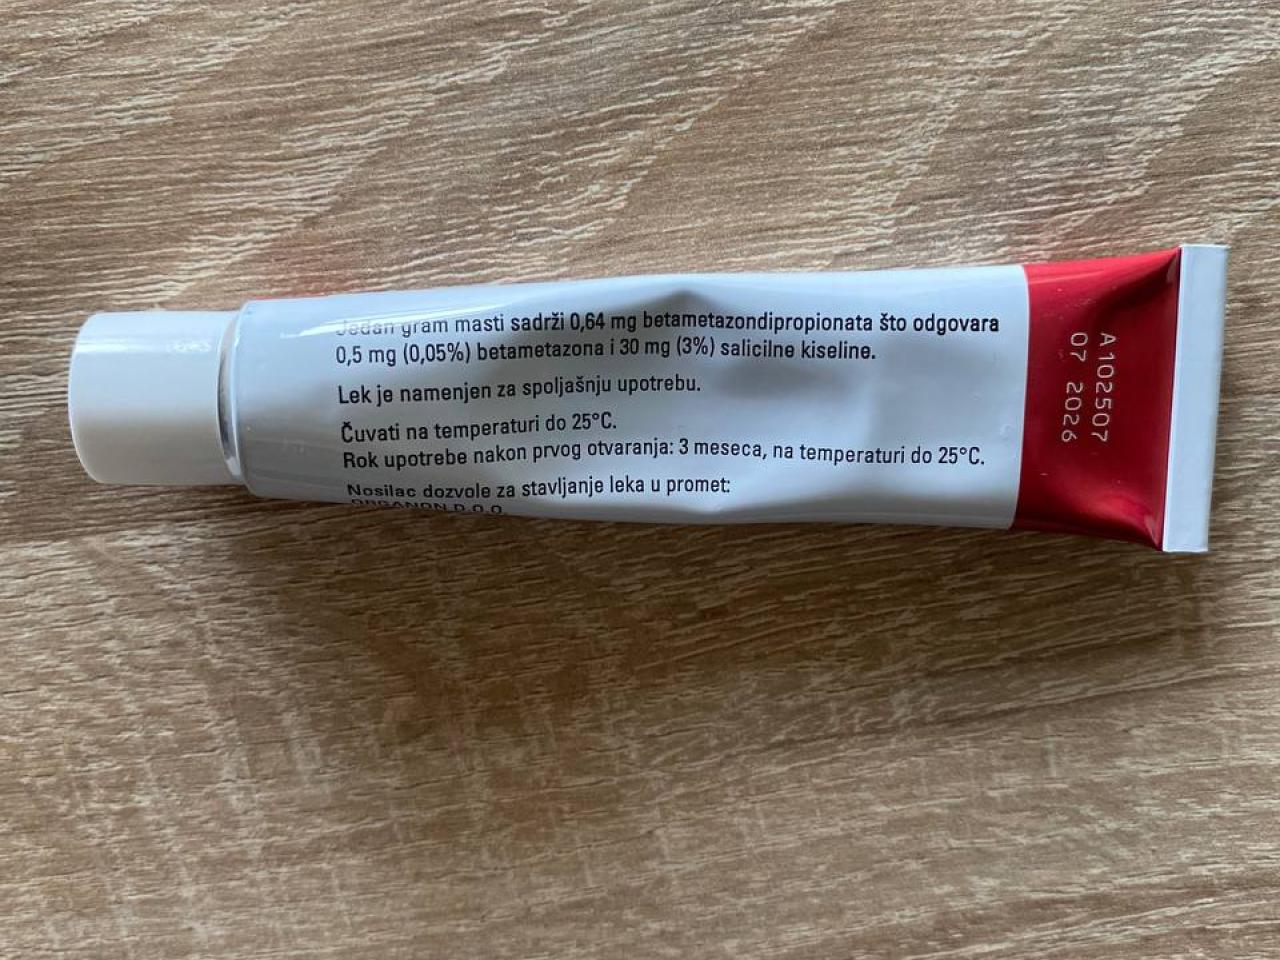 Jedan gram masti sadrži 0,64 mg betametazondipropionata što odgovara
0,5 mg (0,05%) betametazona i 30 mg (3%) salicilne kiseline.
Lek je namenjen za spoljašnju upotrebu.
Čuvati na temperaturi do 25°C.
Rok upotrebe nakon prvog otvaranja: 3 meseca, na temperaturi do 25°C.
Nosilac dozvole za stavljanje leka u promet:
ORGANON D.O.O.
A102507
07 2026